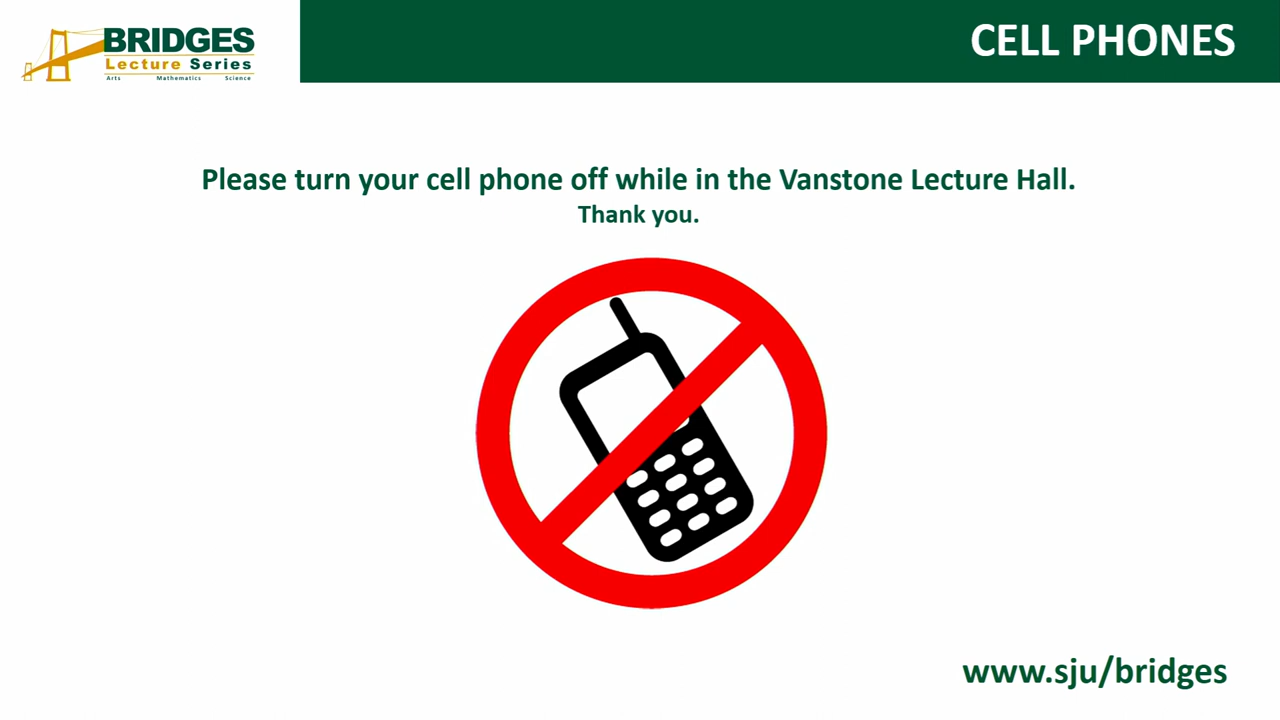 BRIDGES
Lecture Series
Arts Mathematics Science
CELL PHONES
Please turn your cell phone off while in the Vanstone Lecture Hall.
Thank you.
www.sju/bridges